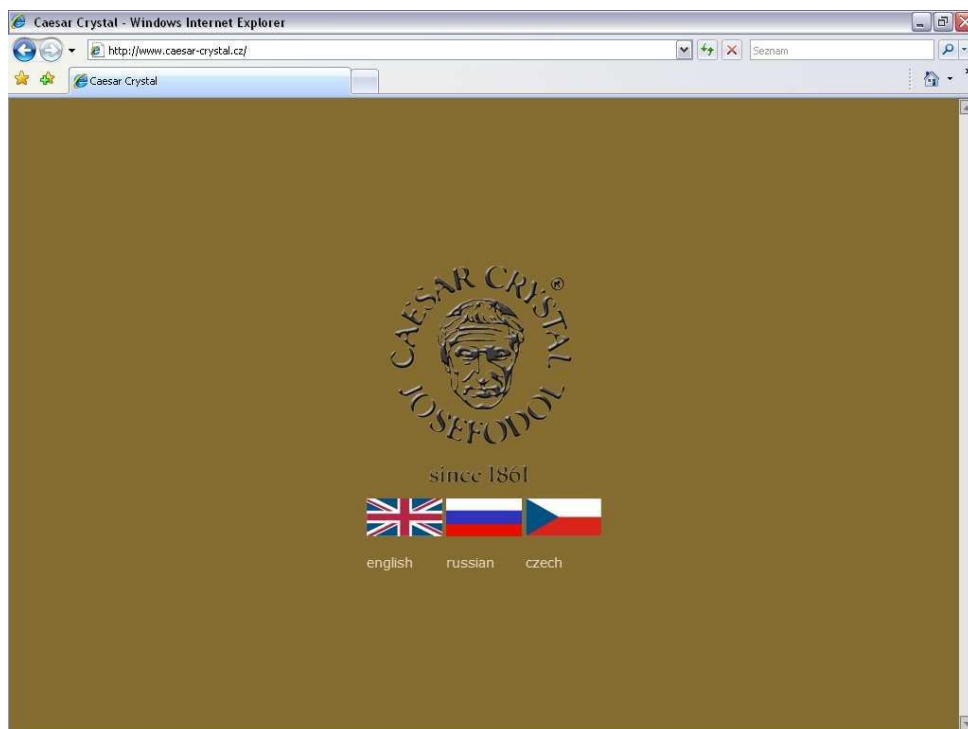 Caesar Crystal - Windows Internet Explorer
http://www.caesar-crystal.cz/
Seznam
Caesar Crystal
CAESAR CRYSTAL ®
JOSEFODOL
since 1861
english russian czech